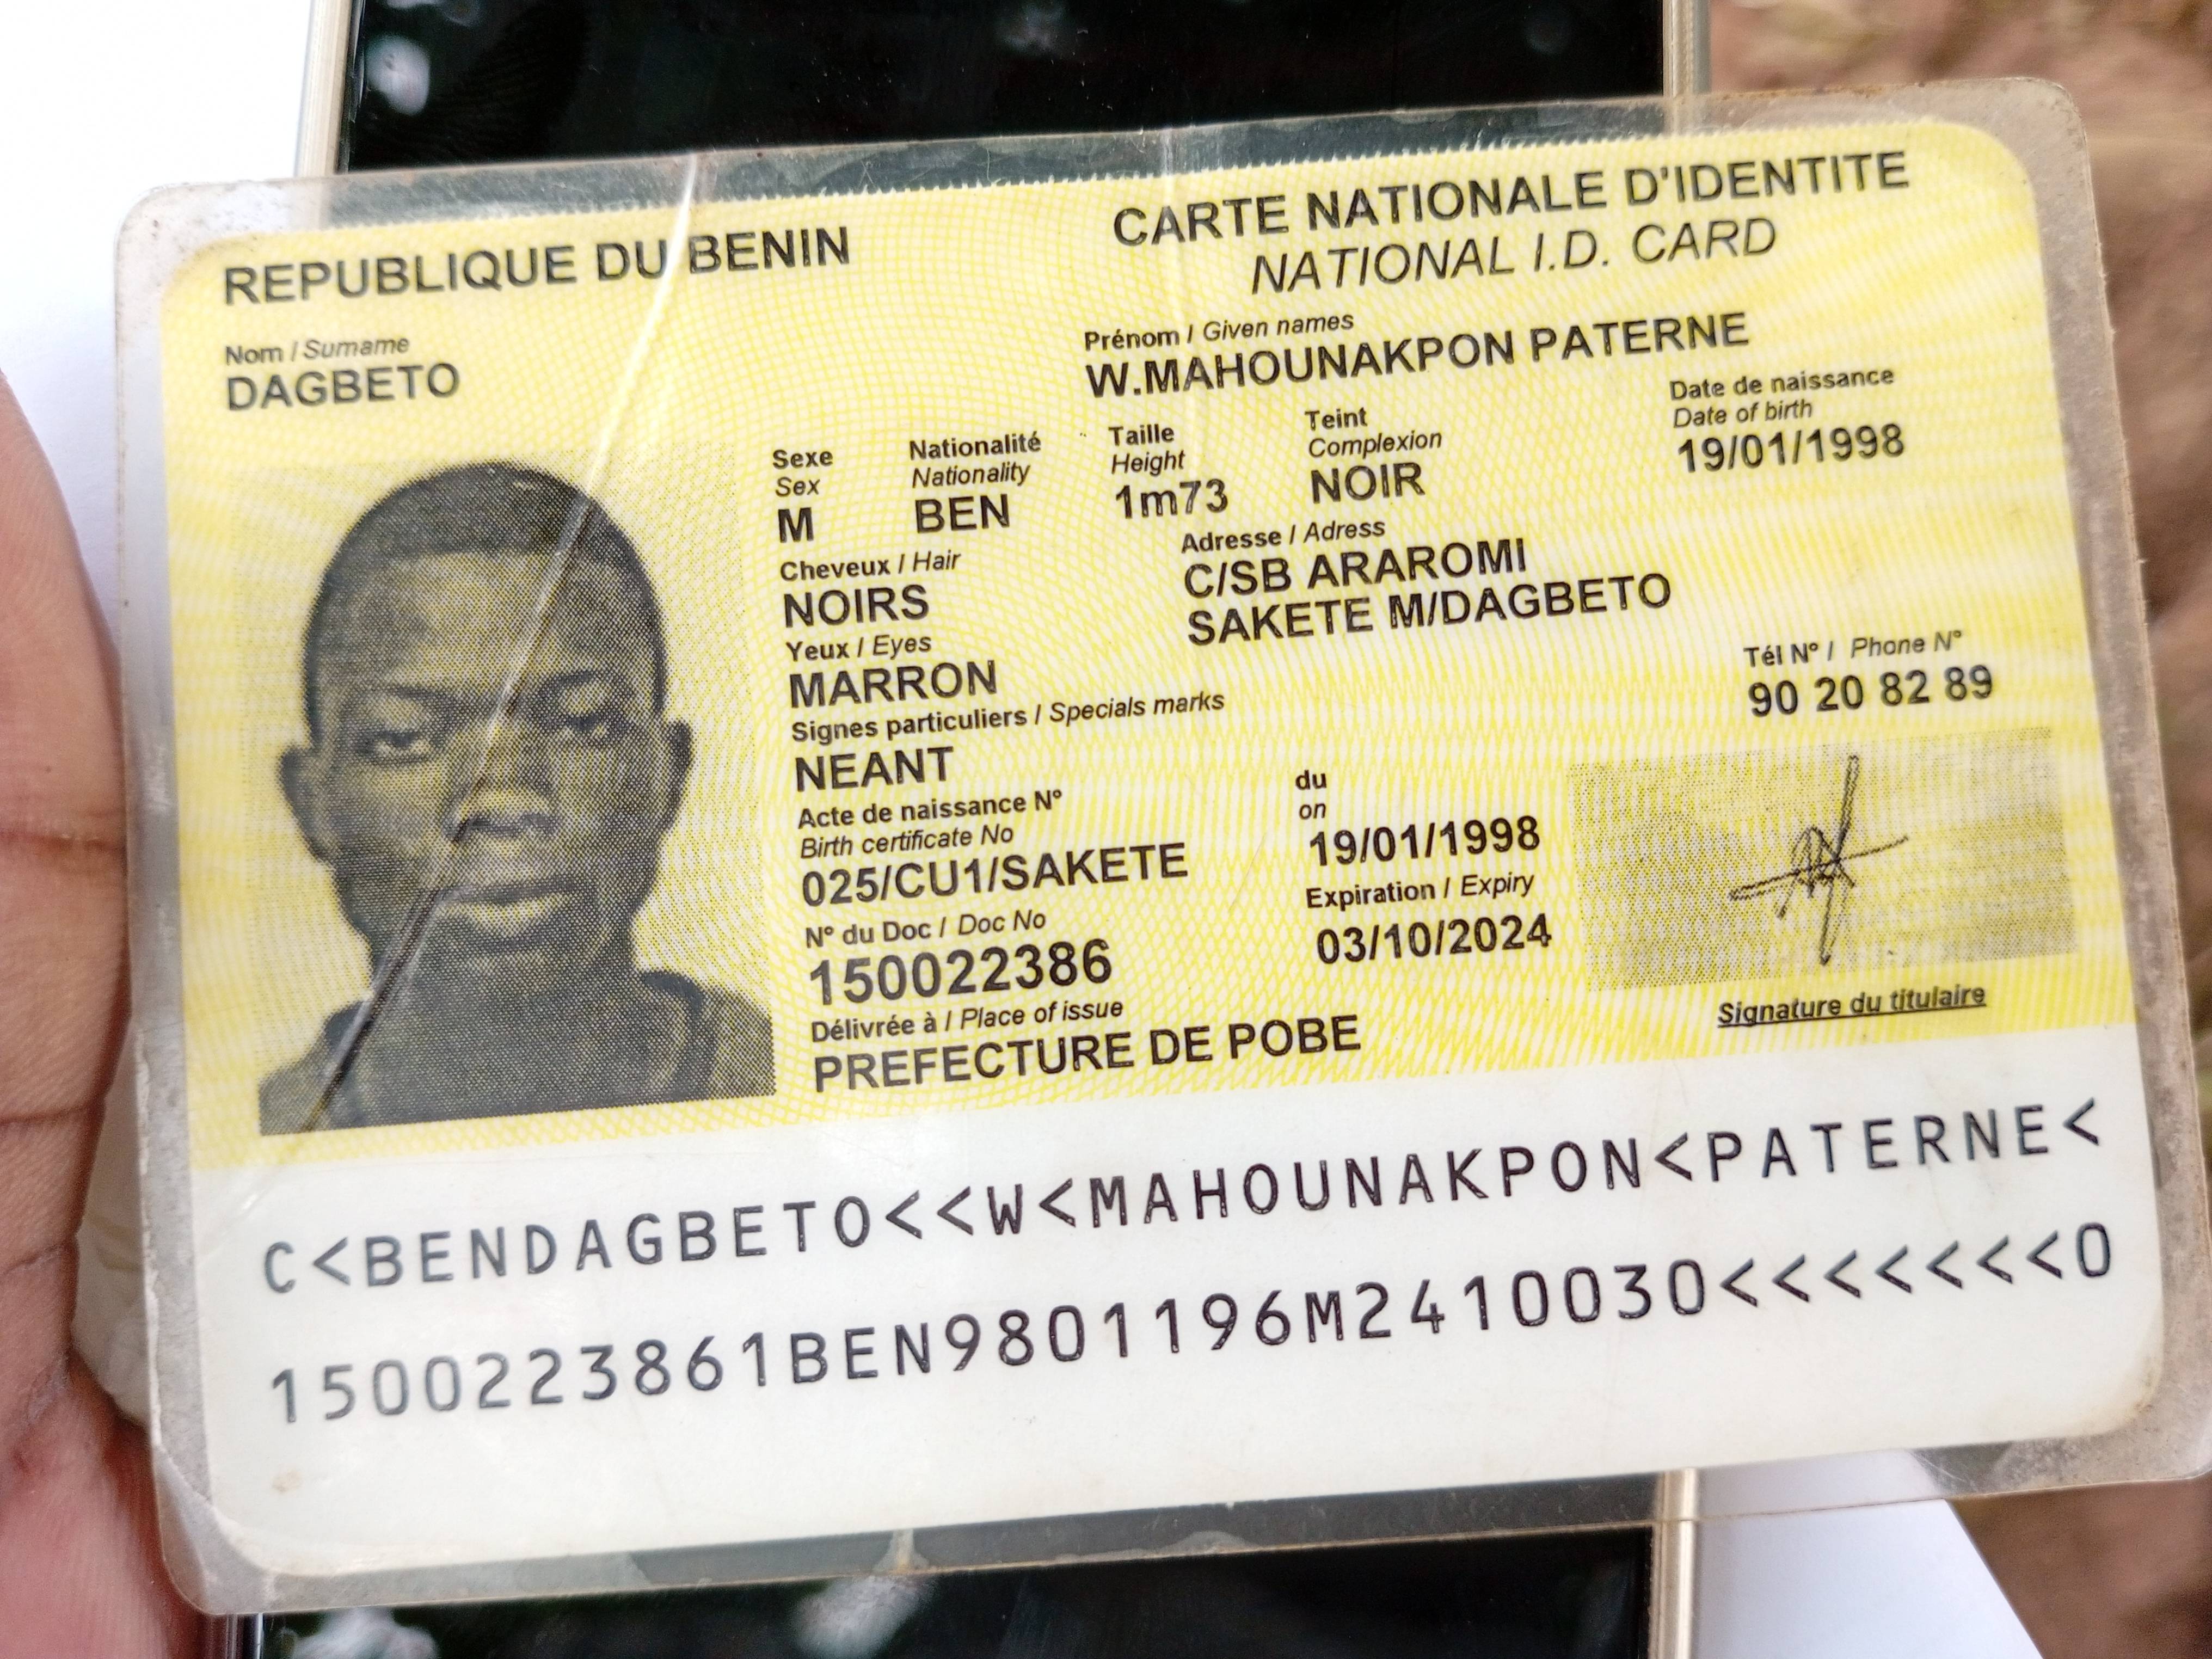 REPUBLIQUE DU BENIN
CARTE NATIONALE D'IDENTITE
NATIONAL I.D. CARD
Nom / Surname
DAGBETO
Prénom / Given names
W.MAHOUNAKPON PATERNE
Sexe
Sex
M
Nationalité
Nationality
BEN
Taille
Height
1m73
Teint
Complexion
NOIR
Date de naissance
Date of birth
19/01/1998
Cheveux / Hair
NOIRS
Adresse / Adress
C/SB ARAROMI
SAKETE M/DAGBETO
Yeux / Eyes
MARRON
Tél N° / Phone N°
90 20 82 89
Signes particuliers / Specials marks
NEANT
Acte de naissance N°
Birth certificate No
025/CU1/SAKETE
du
on
19/01/1998
N° du Doc / Doc No
150022386
Expiration / Expiry
03/10/2024
Délivrée à / Place of issue
PREFECTURE DE POBE
Signature du titulaire
C<BENDAGBETO<<W<MAHOUNAKPON<PATERNE<
1500223861BEN9801196M2410030<<<<<<<0